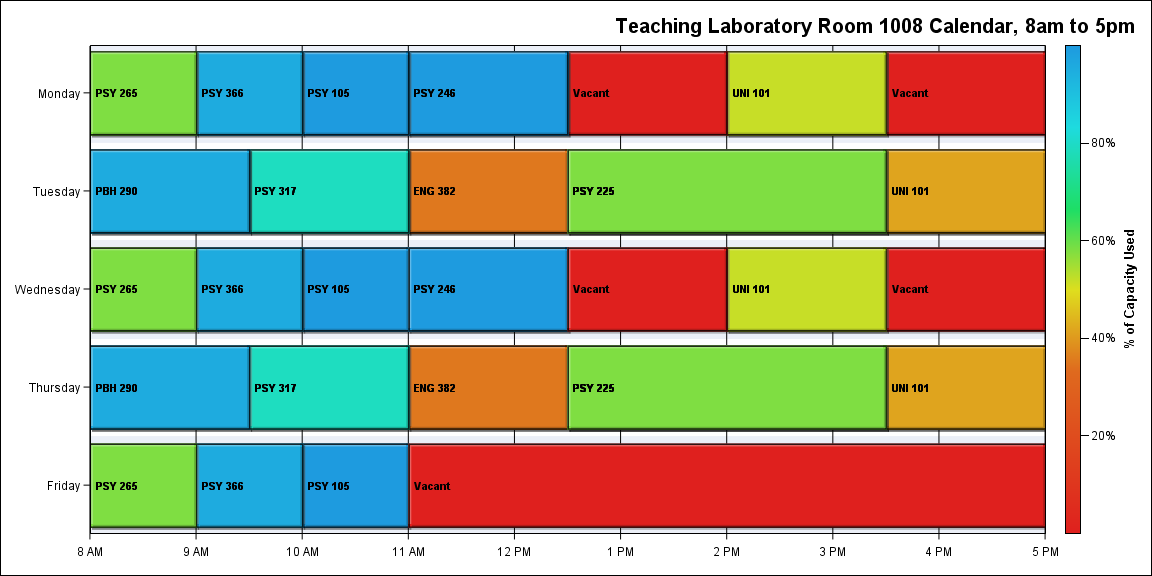 Teaching Laboratory Room 1008 Calendar, 8am to 5pm
Monday
PSY 265
PSY 366
PSY 105
PSY 246
Vacant
UNI 101
Vacant
Tuesday
PBH 290
PSY 317
ENG 382
PSY 225
UNI 101
Wednesday
PSY 265
PSY 366
PSY 105
PSY 246
Vacant
UNI 101
Vacant
Thursday
PBH 290
PSY 317
ENG 382
PSY 225
UNI 101
Friday
PSY 265
PSY 366
PSY 105
Vacant
8 AM
9 AM
10 AM
11 AM
12 PM
1 PM
2 PM
3 PM
4 PM
5 PM
80%
60%
40%
20%
% of Capacity Used